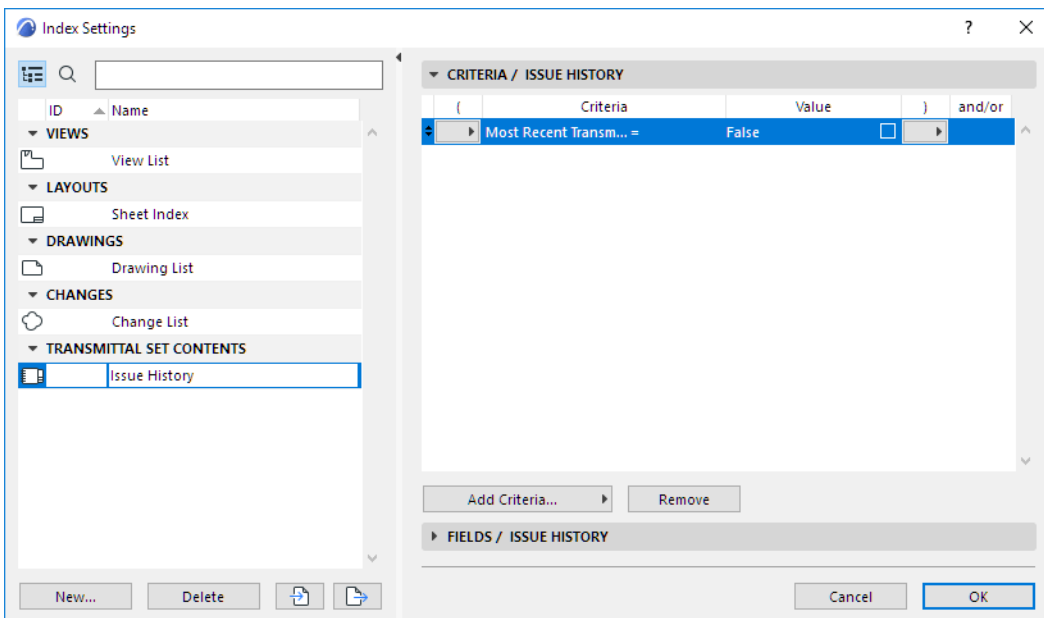 Index Settings
?
ID Name
VIEWS
View List
LAYOUTS
Sheet Index
DRAWINGS
Drawing List
CHANGES
Change List
TRANSMITTAL SET CONTENTS
Issue History
New... Delete
CRITERIA / ISSUE HISTORY
( Criteria Value ) and/or
Most Recent Transm... = False
Add Criteria... Remove
FIELDS / ISSUE HISTORY
Cancel OK